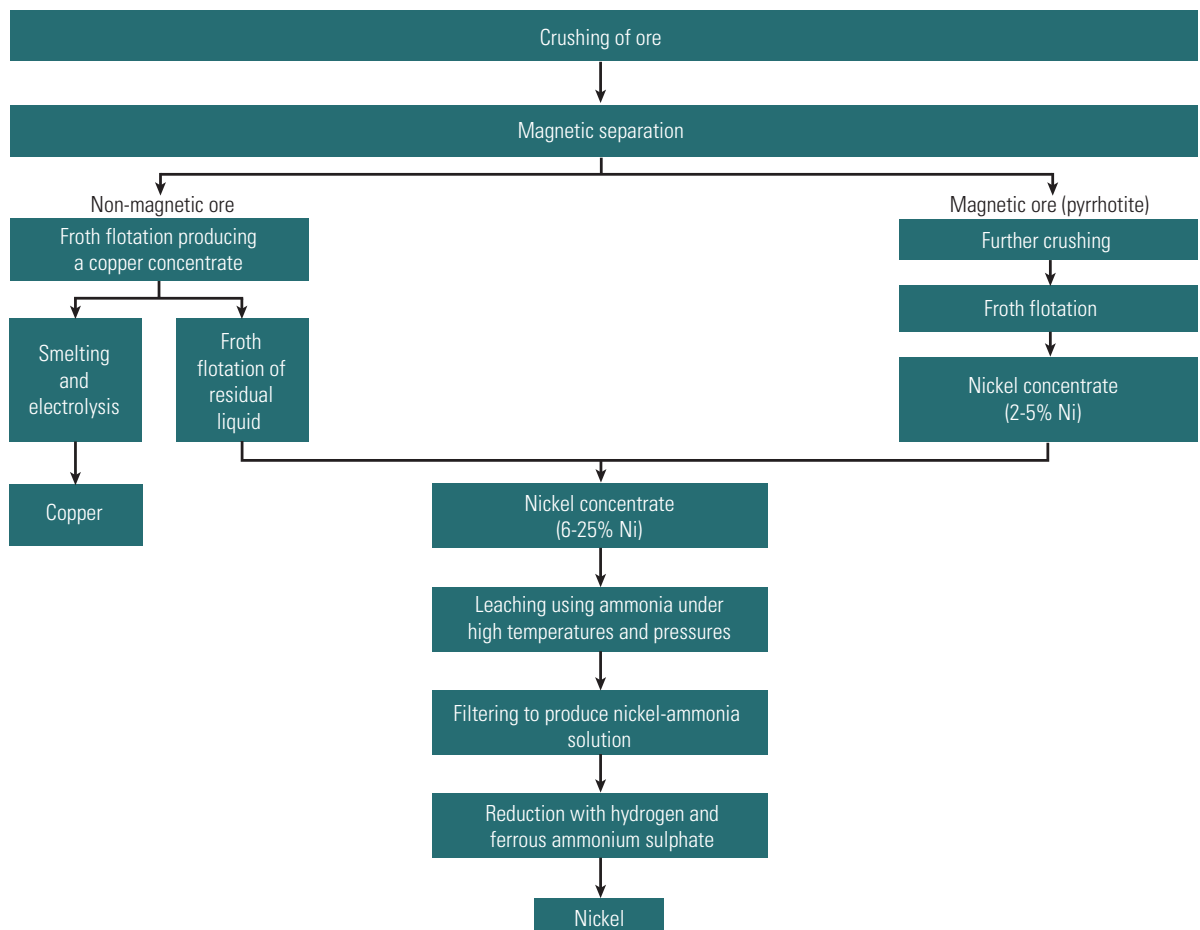 Crushing of ore
Magnetic separation
Non-magnetic ore
Froth flotation producing
a copper concentrate
Smelting
and
electrolysis
Copper
Froth
flotation of
residual
liquid
Magnetic ore (pyrrhotite)
Further crushing
Froth flotation
Nickel concentrate
(2-5% Ni)
Nickel concentrate
(6-25% Ni)
Leaching using ammonia under
high temperatures and pressures
Filtering to produce nickel-ammonia
solution
Reduction with hydrogen and
ferrous ammonium sulphate
Nickel